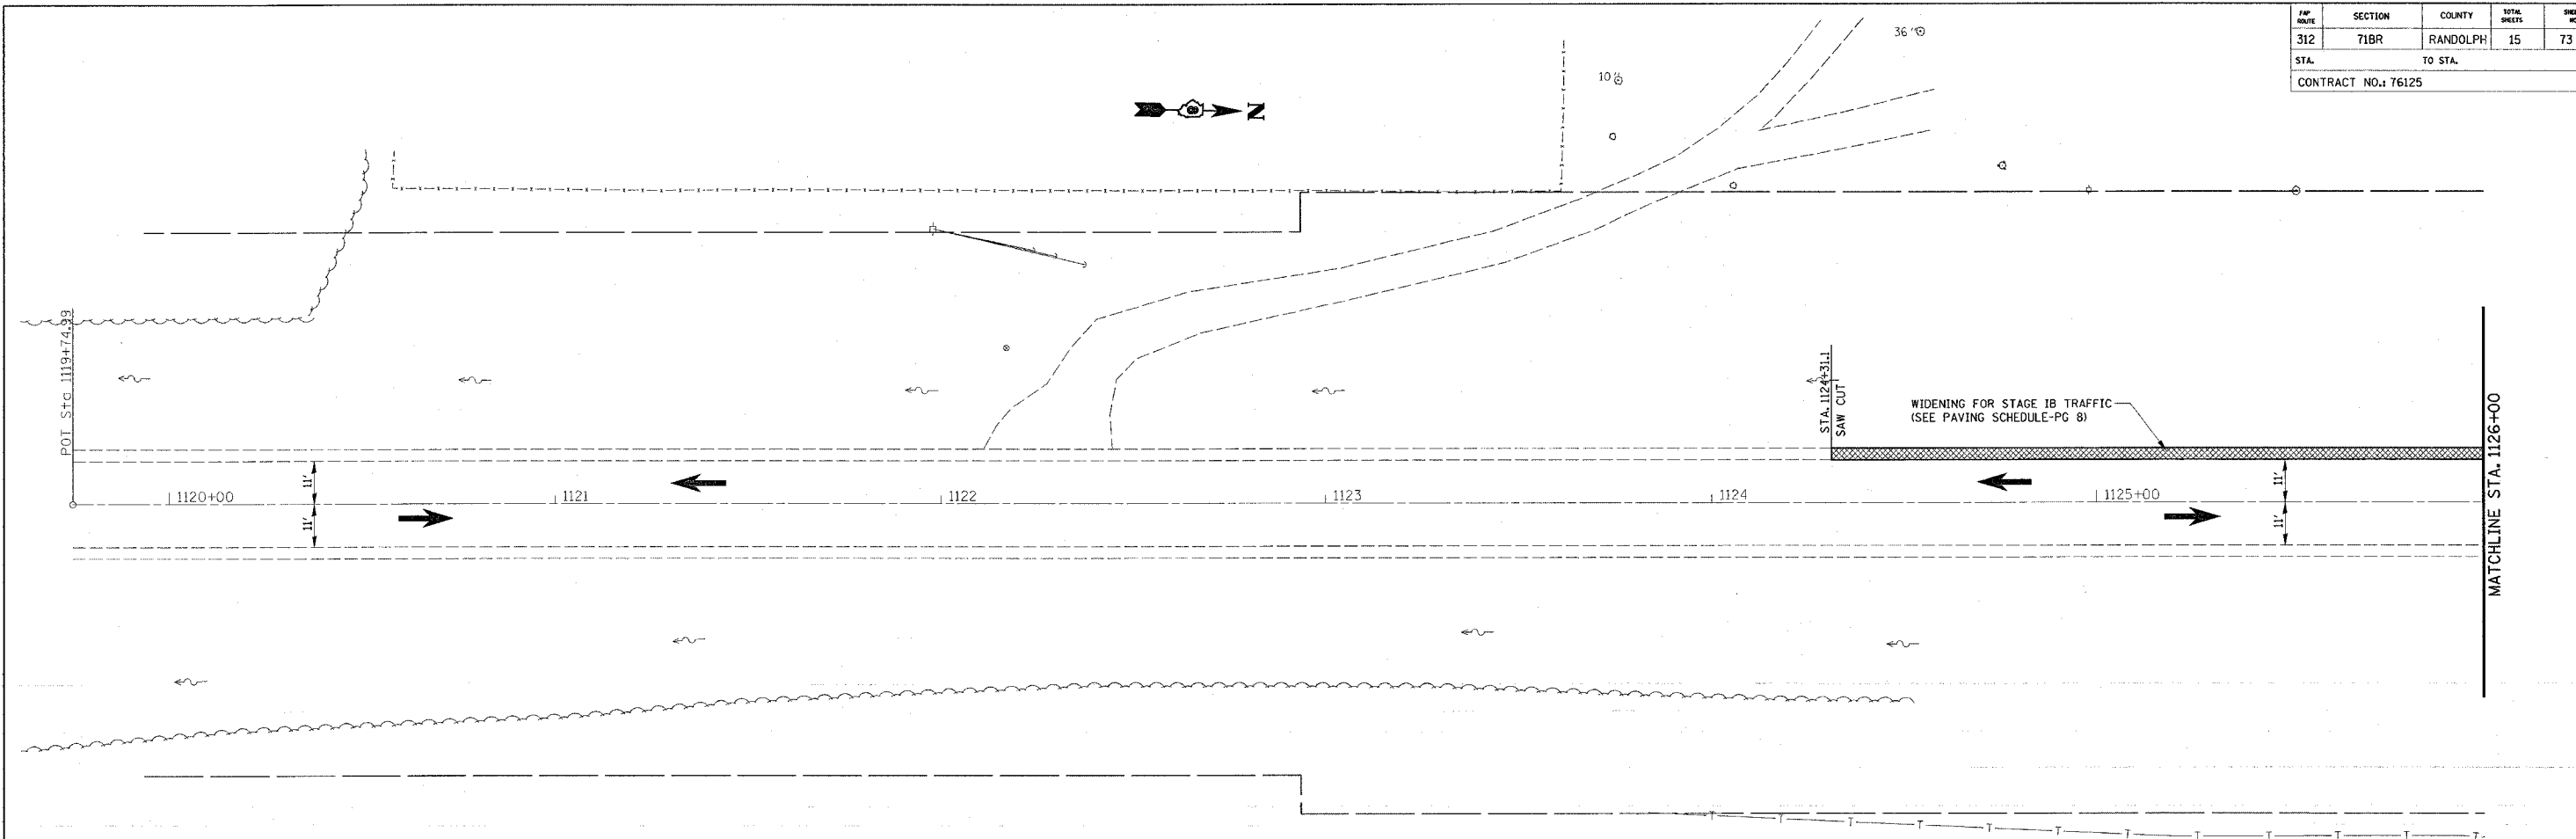 FAP ROUTE SECTION COUNTY TOTAL SHEETS
312 71BR RANDOLPH 15 73
STA. TO STA.
CONTRACT NO.: 76125
36"
10"
N
POT Sta. 1119+74.99
STA. 1124+31.1
SAW CUT
WIDENING FOR STAGE IB TRAFFIC
(SEE PAVING SCHEDULE-PG 8)
MATCHLINE STA. 1126+00
11'
11'
1120+00
1121
1122
1123
1124
1125+00
11'
11'
T T T T T T T T T T T T